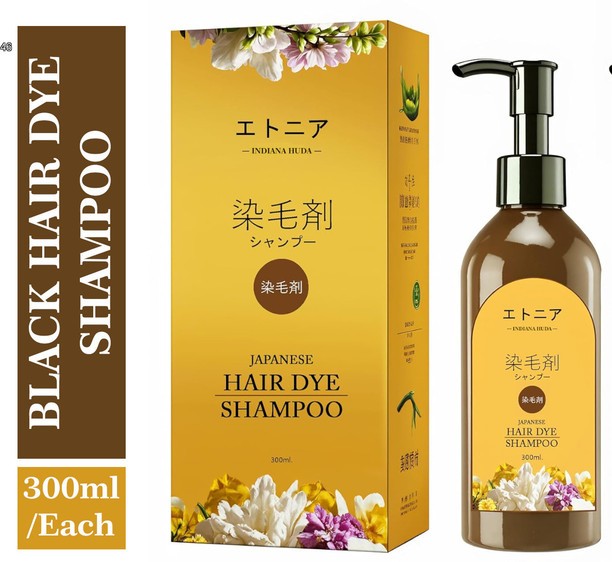 46
BLACK HAIR DYE
SHAMPOO
300ml
/Each
エトニア
— INDIANA HUDA —
染毛剤
シャンプー
染毛剤
JAPANESE
HAIR DYE
SHAMPOO
300ml.
エトニア
— INDIANA HUDA —
染毛剤
シャンプー
染毛剤
JAPANESE
HAIR DYE
SHAMPOO
300ml.